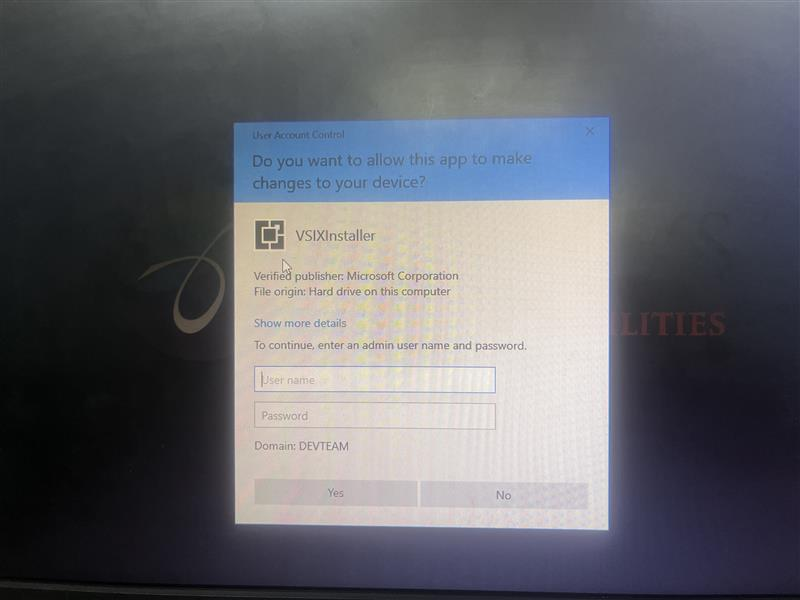 User Account Control
Do you want to allow this app to make
changes to your device?
VSIXInstaller
Verified publisher: Microsoft Corporation
File origin: Hard drive on this computer
Show more details
To continue, enter an admin user name and password.
User name
Password
Domain: DEVTEAM
Yes
No